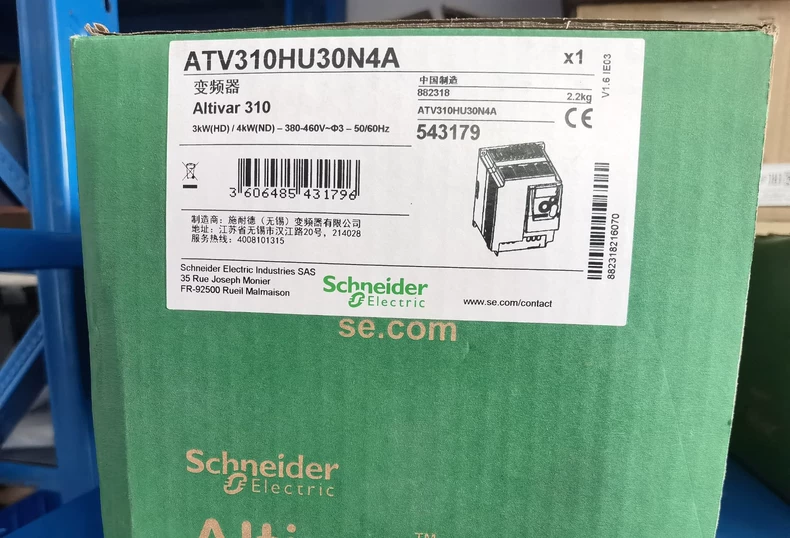 ATV310HU30N4A
x1
变频器
Altivar 310
3kW(HD) / 4kW(ND) – 380-460V~Φ3 – 50/60Hz
中国制造
882318
2.2kg
ATV310HU30N4A
543179
CE
V1.6 IE03
3 606485 431796
制造商：施耐德（无锡）变频器有限公司
地址：江苏省无锡市汉江路20号，214028
服务热线：4008101315
882318216070
Schneider Electric Industries SAS
35 Rue Joseph Monier
FR-92500 Rueil Malmaison
Schneider
Electric
www.se.com/contact
se.com
Schneider
Electric